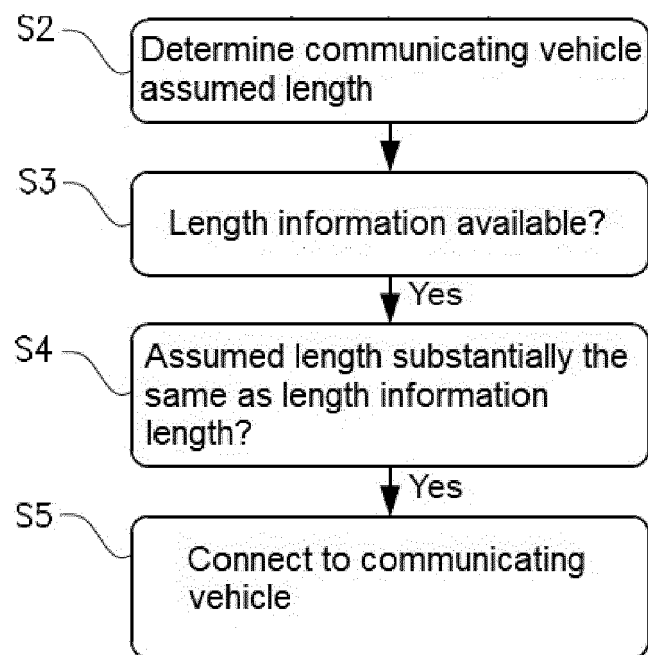 S2
Determine communicating vehicle
assumed length
S3
Length information available?
Yes
S4
Assumed length substantially the
same as length information
length?
Yes
S5
Connect to communicating
vehicle